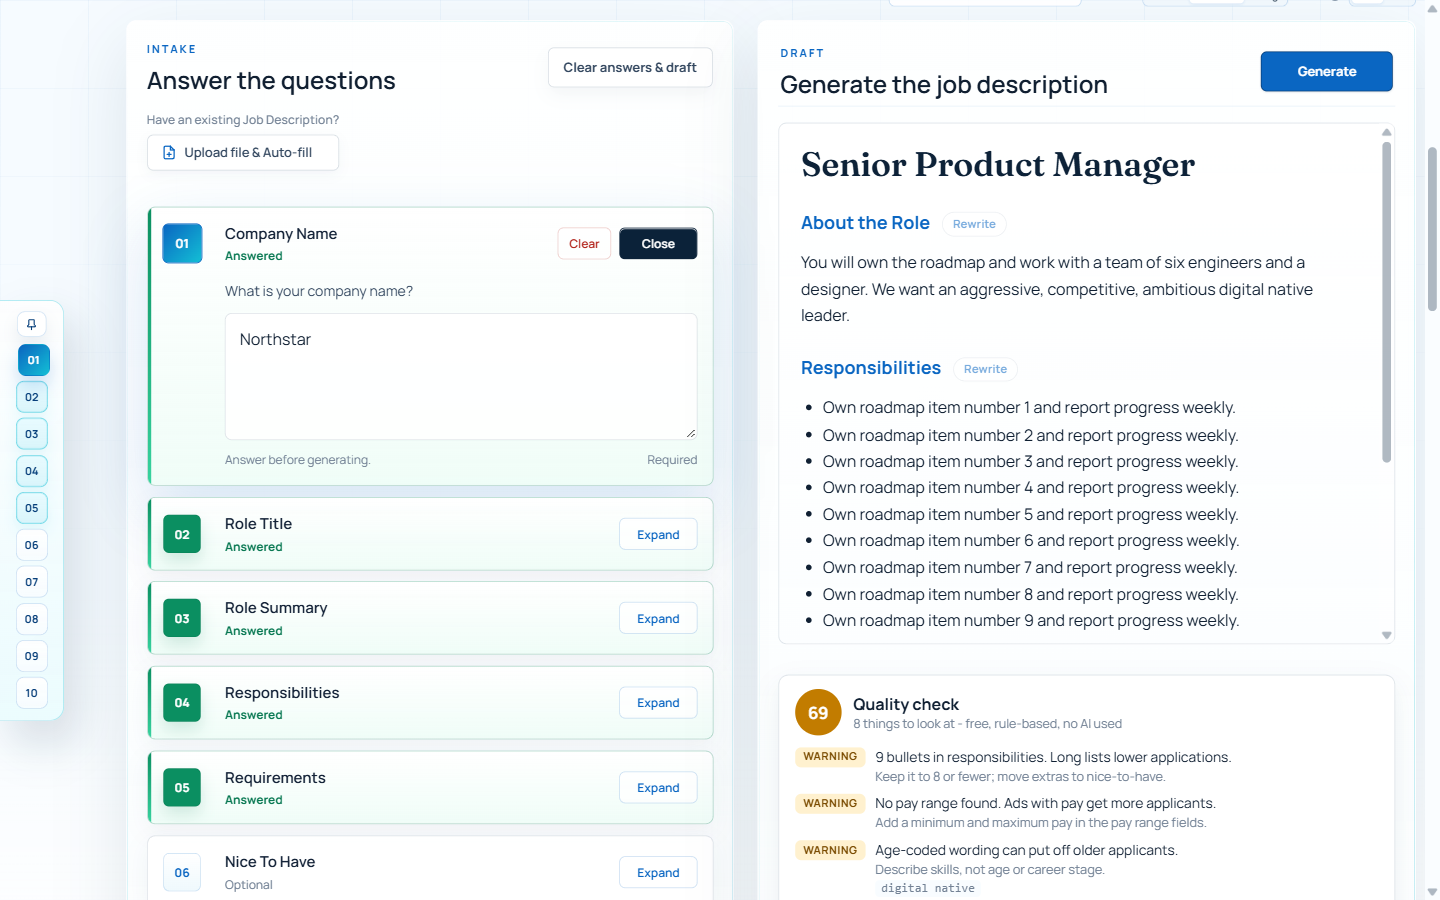 INTAKE
Answer the questions
Clear answers & draft
Have an existing Job Description?
Upload file & Auto-fill
01
Company Name
Answered
Clear
Close
What is your company name?
Northstar
Answer before generating.
Required
02
Role Title
Answered
Expand
03
Role Summary
Answered
Expand
04
Responsibilities
Answered
Expand
05
Requirements
Answered
Expand
06
Nice To Have
Optional
Expand
01
02
03
04
05
06
07
08
09
10
DRAFT
Generate the job description
Generate
Senior Product Manager
About the Role
Rewrite
You will own the roadmap and work with a team of six engineers and a
designer. We want an aggressive, competitive, ambitious digital native
leader.
Responsibilities
Rewrite
Own roadmap item number 1 and report progress weekly.
Own roadmap item number 2 and report progress weekly.
Own roadmap item number 3 and report progress weekly.
Own roadmap item number 4 and report progress weekly.
Own roadmap item number 5 and report progress weekly.
Own roadmap item number 6 and report progress weekly.
Own roadmap item number 7 and report progress weekly.
Own roadmap item number 8 and report progress weekly.
Own roadmap item number 9 and report progress weekly.
69
Quality check
8 things to look at - free, rule-based, no AI used
WARNING
9 bullets in responsibilities. Long lists lower applications.
Keep it to 8 or fewer; move extras to nice-to-have.
WARNING
No pay range found. Ads with pay get more applicants.
Add a minimum and maximum pay in the pay range fields.
WARNING
Age-coded wording can put off older applicants.
Describe skills, not age or career stage.
digital native